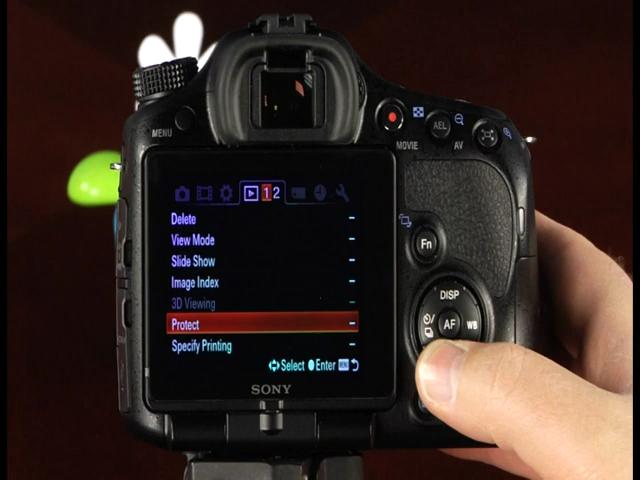 MENU
MOVIE
AEL
AV
1 2
Delete
View Mode
Slide Show
Image Index
3D Viewing
Protect
Specify Printing
Select Enter MENU
Fn
DISP
AF
WB
SONY